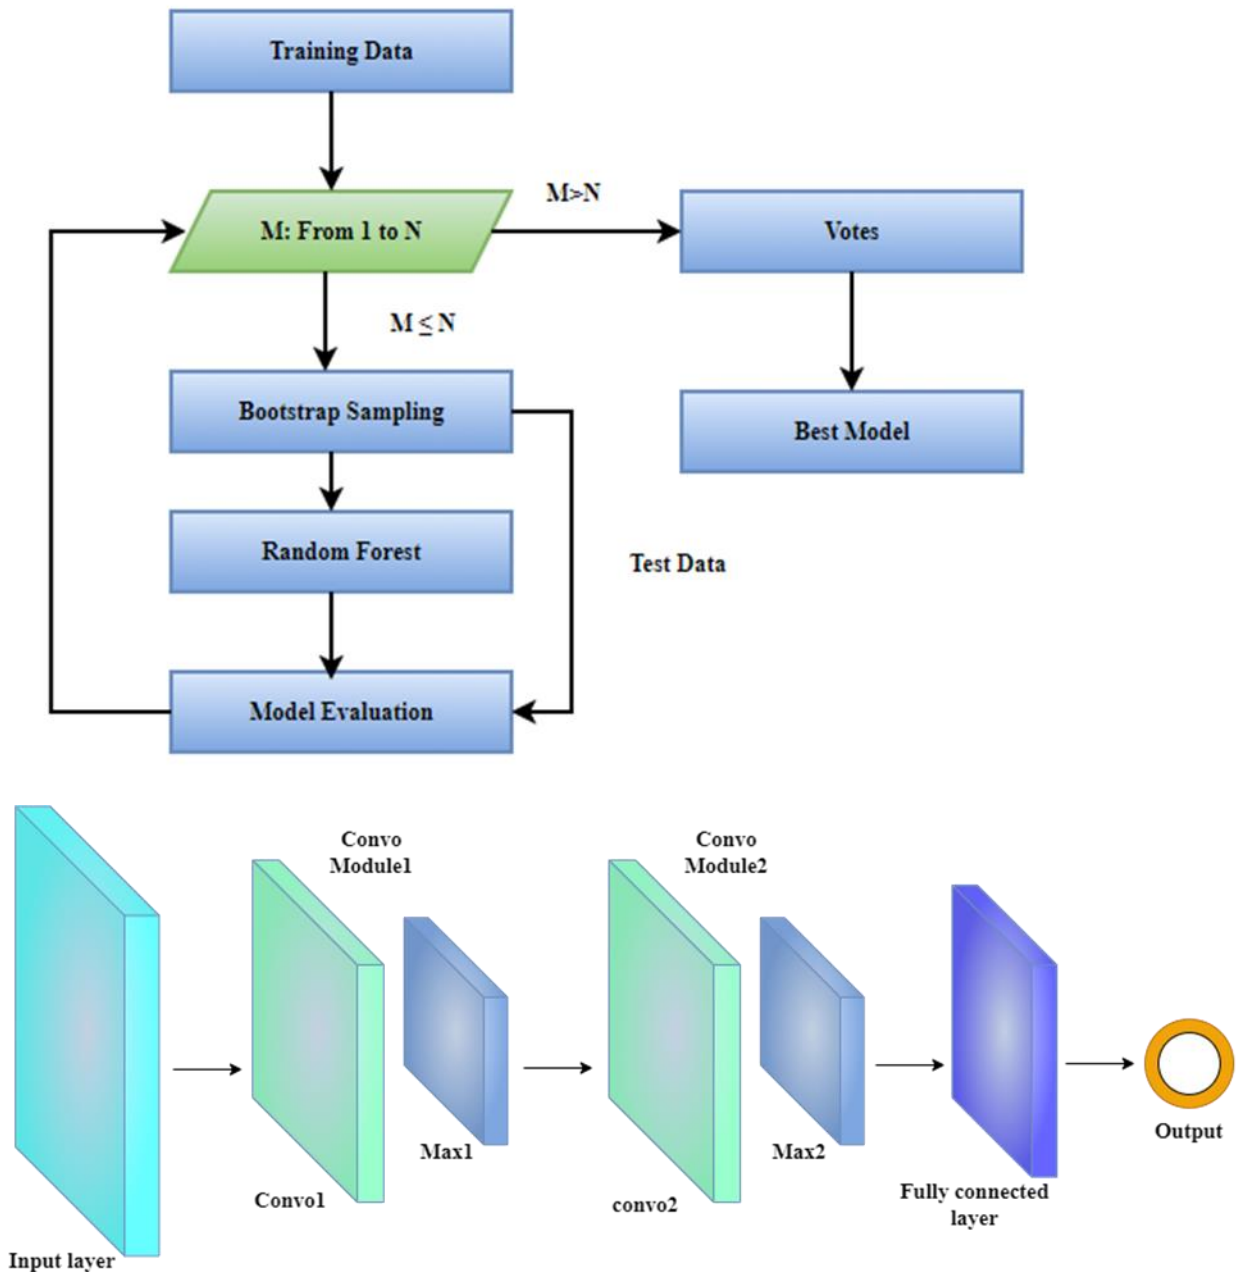 Training Data
M: From 1 to N
M>N
Votes
M ≤ N
Bootstrap Sampling
Best Model
Random Forest
Test Data
Model Evaluation
Convo
Module1
Convo
Module2
Max1
Max2
Output
Convo1
convo2
Fully connected
layer
Input layer